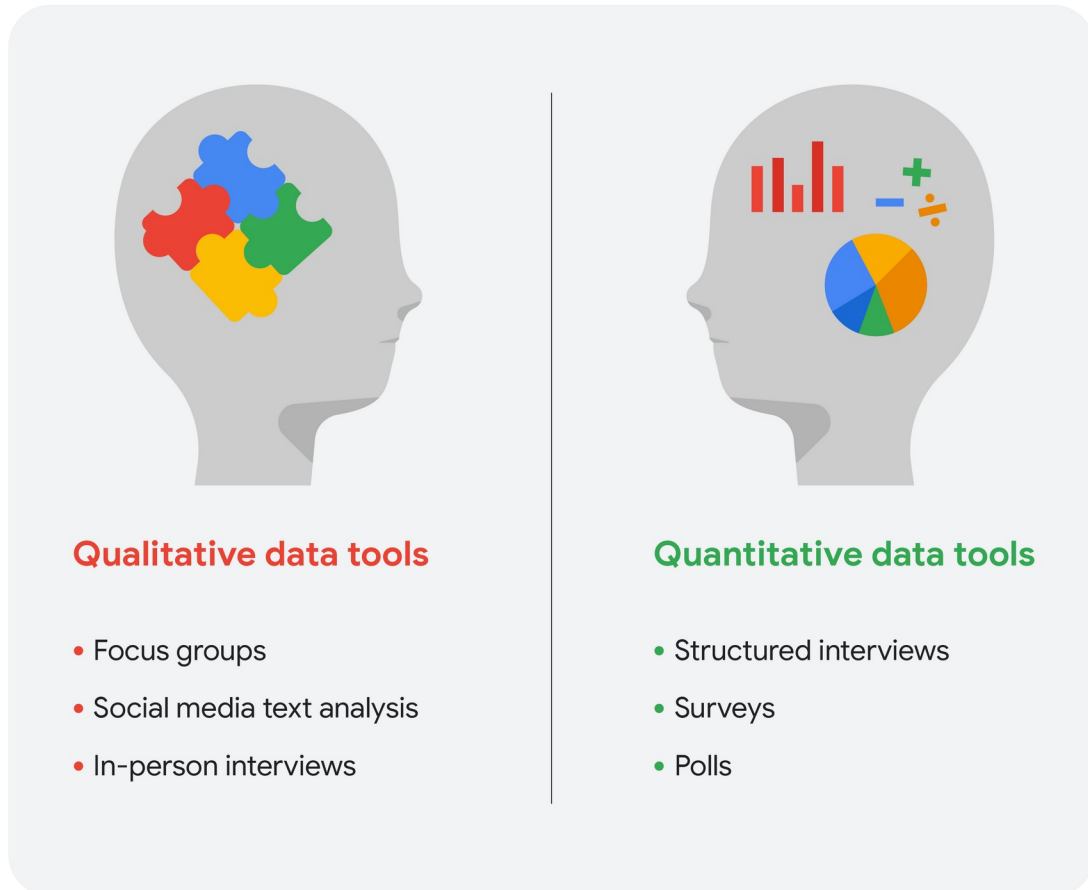 Qualitative data tools
• Focus groups
• Social media text analysis
• In-person interviews
Quantitative data tools
• Structured interviews
• Surveys
• Polls